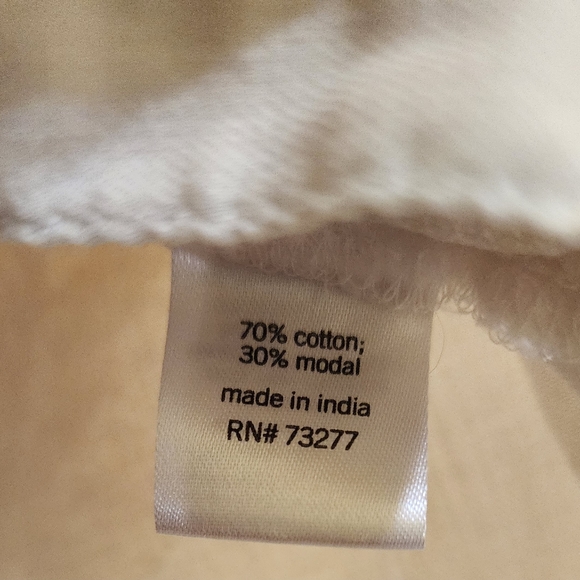 70% cotton;
30% modal
made in india
RN# 73277